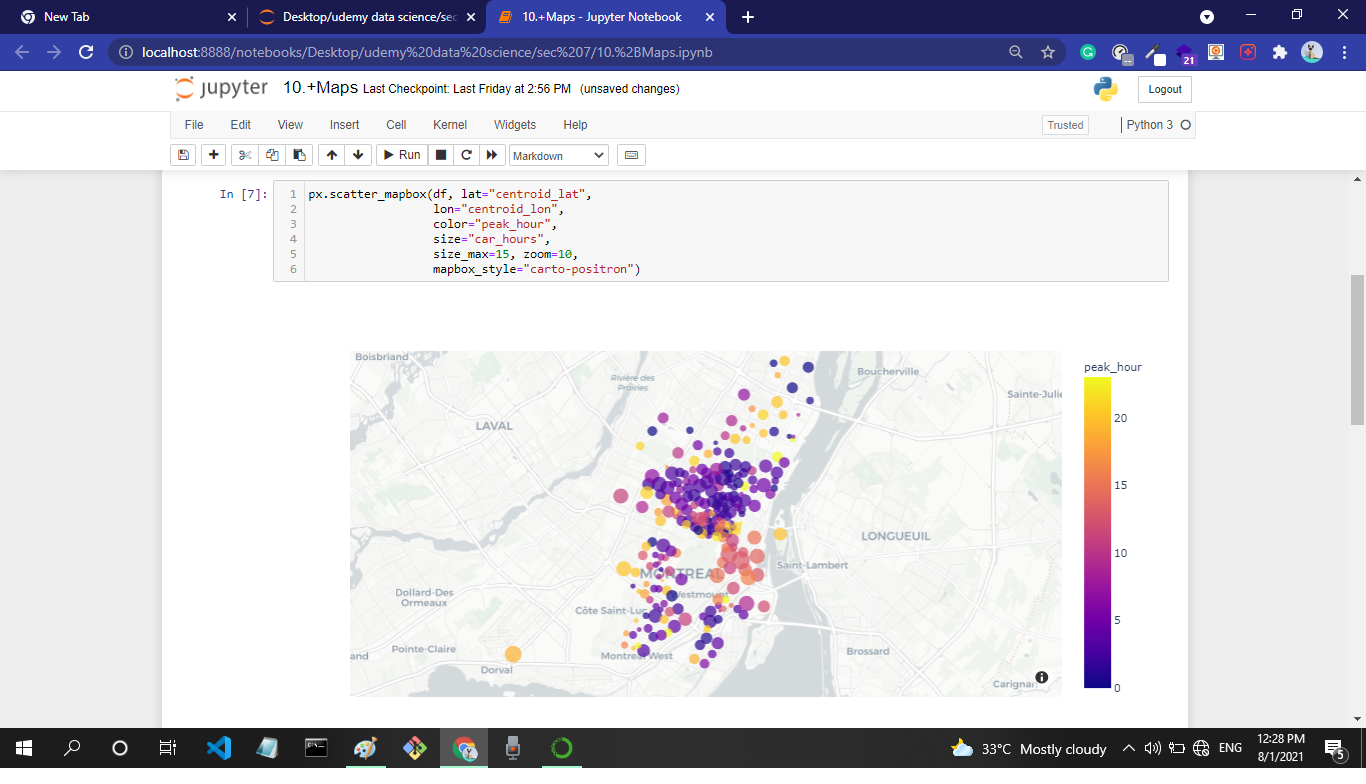 New Tab
Desktop/udemy data science/sec
10.+Maps - Jupyter Notebook
localhost:8888/notebooks/Desktop/udemy%20data%20science/sec%207/10.%2BMaps.ipynb
21
jupyter 10.+Maps Last Checkpoint: Last Friday at 2:56 PM (unsaved changes)
Logout
File Edit View Insert Cell Kernel Widgets Help
Trusted
Python 3
Run
Markdown
In [7]:
1 px.scatter_mapbox(df, lat="centroid_lat",
2 lon="centroid_lon",
3 color="peak_hour",
4 size="car_hours",
5 size_max=15, zoom=10,
6 mapbox_style="carto-positron")
Boisbriand
Rivière des
Prairies
Boucherville
Sainte-Julie
LAVAL
LONGUEUIL
MONTREAL
Saint-Lambert
Westmount
Dollard-Des
Ormeaux
Côte Saint-Luc
Pointe-Claire
and
Montreal West
Brossard
Dorval
Carignan
peak_hour
20
15
10
5
0
33°C Mostly cloudy
ENG
12:28 PM
8/1/2021
5